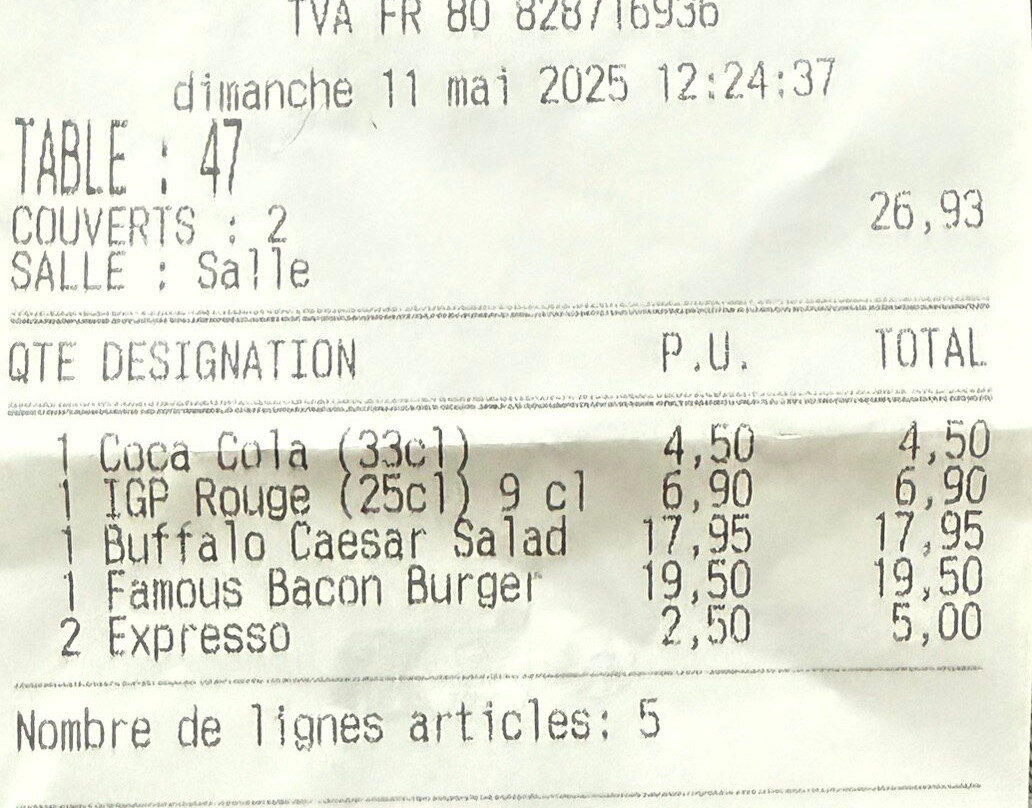 TVA FR 80 828716936
dimanche 11 mai 2025 12:24:37
TABLE : 47
COUVERTS : 2 26,93
SALLE : Salle
QTE DESIGNATION P.U. TOTAL
1 Coca Cola (33cl) 4,50 4,50
1 IGP Rouge (25cl) 9 cl 6,90 6,90
1 Buffalo Caesar Salad 17,95 17,95
1 Famous Bacon Burger 19,50 19,50
2 Expresso 2,50 5,00
Nombre de lignes articles: 5